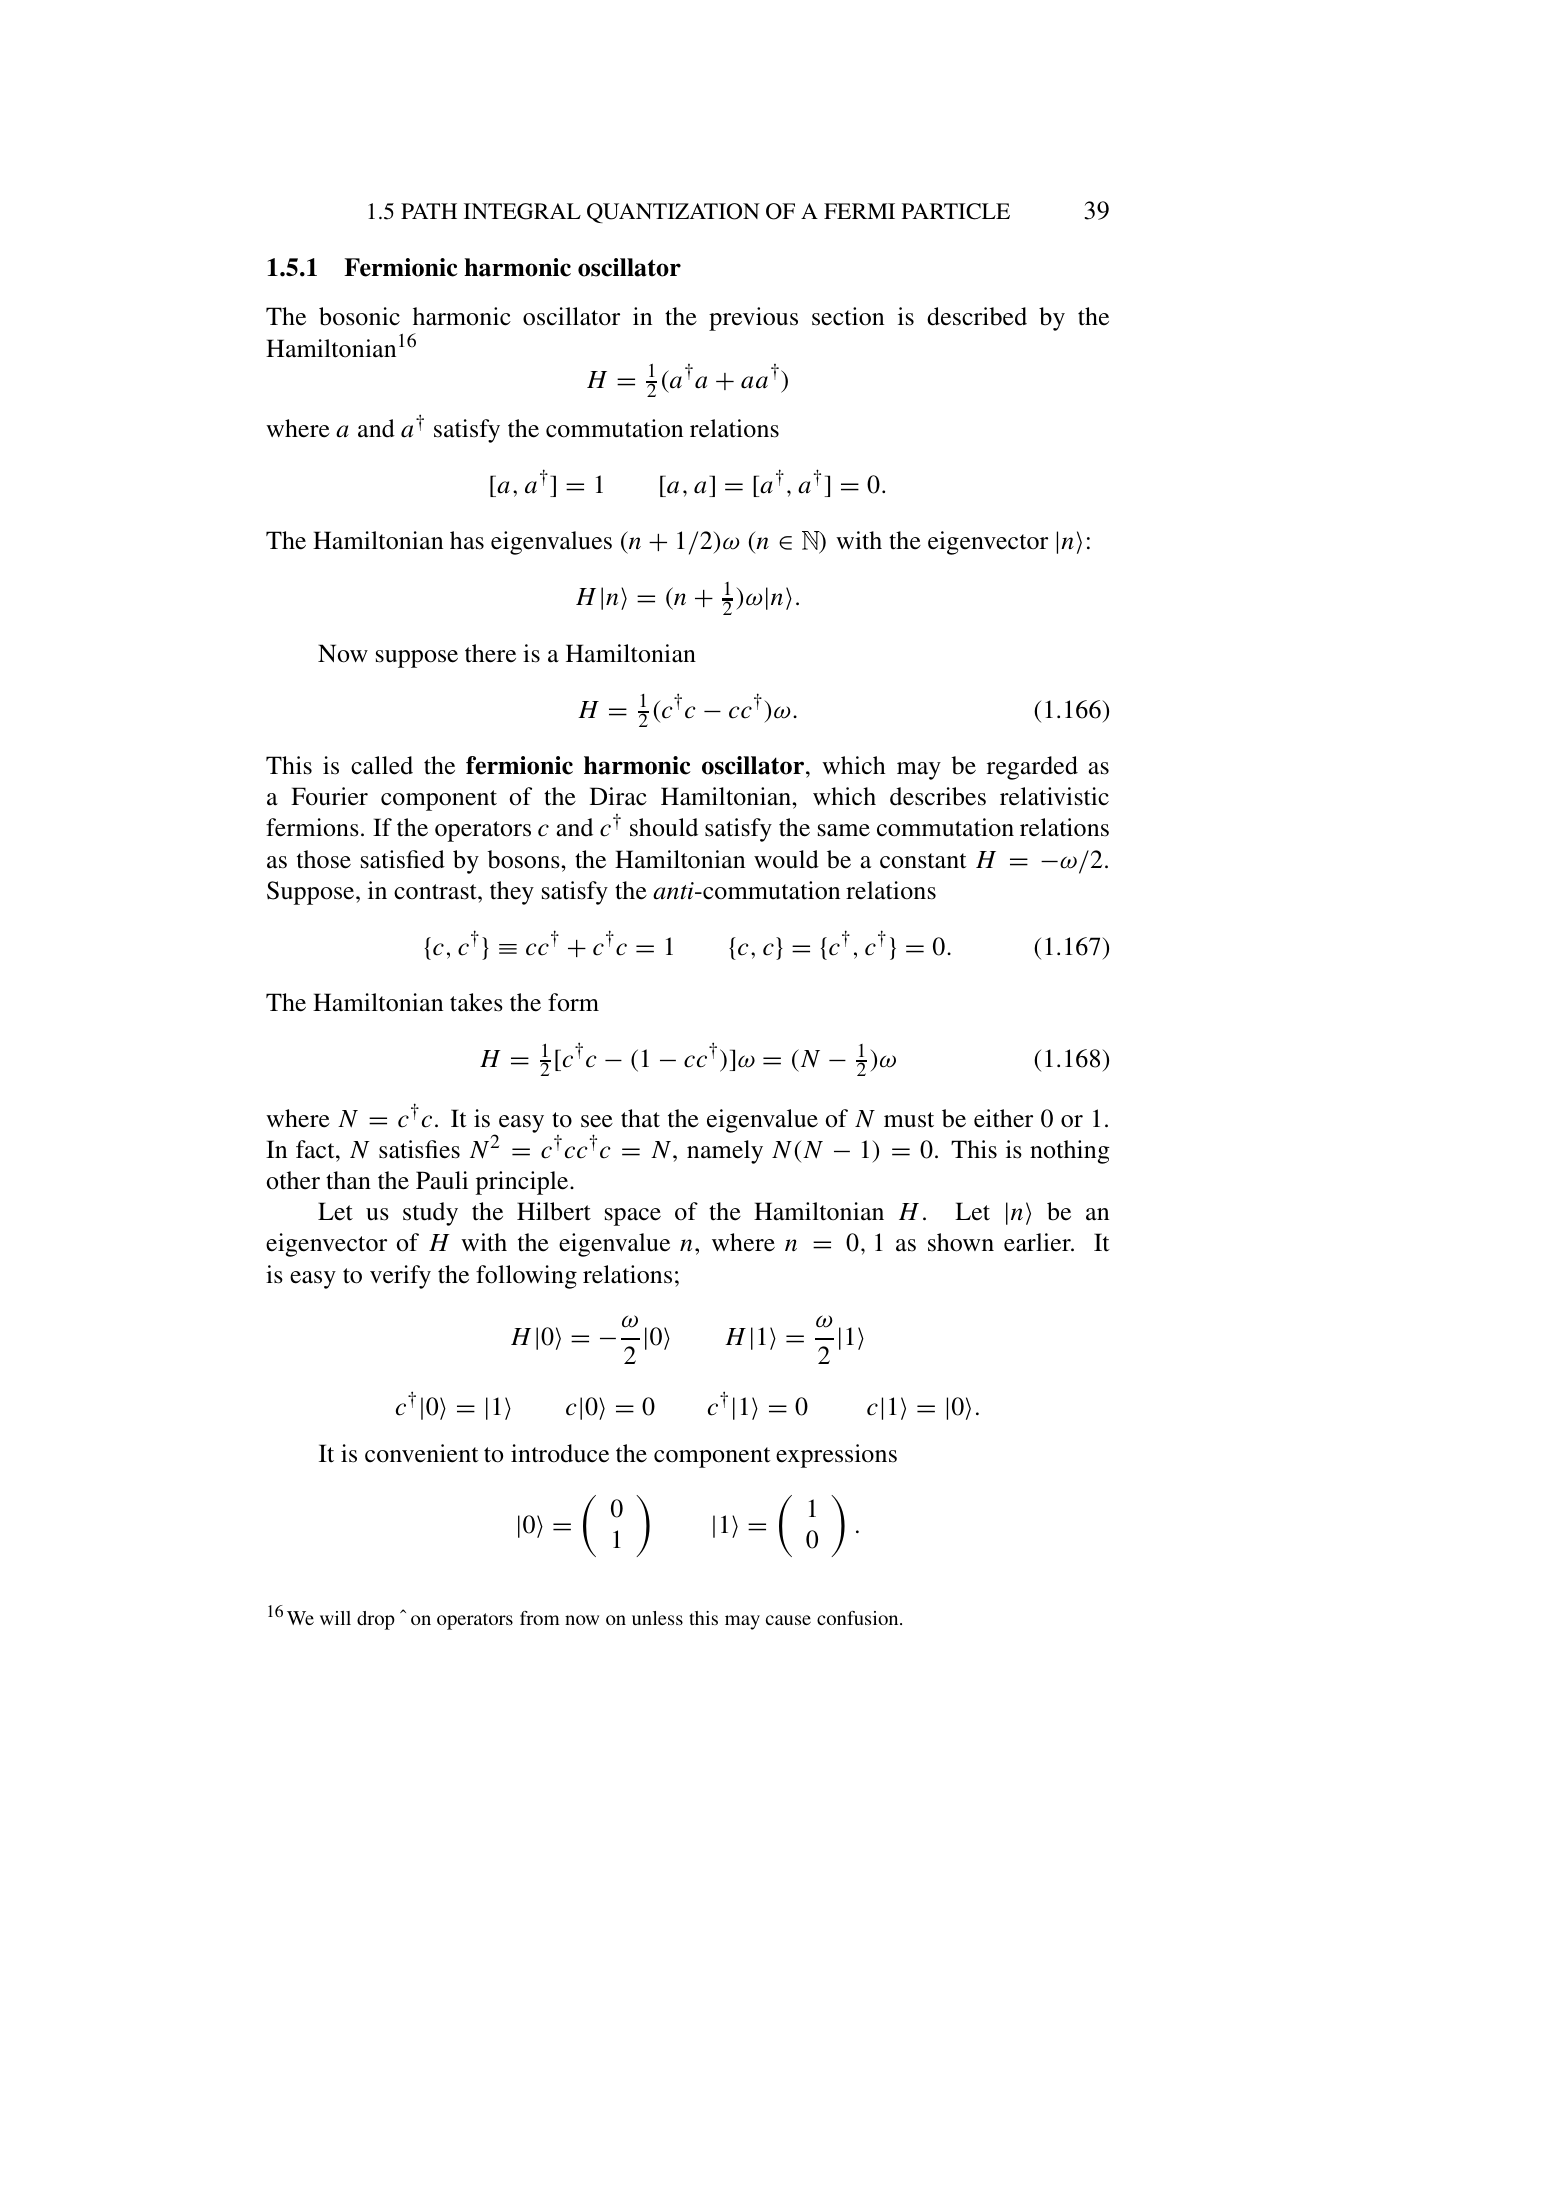 1.5 PATH INTEGRAL QUANTIZATION OF A FERMI PARTICLE 39
1.5.1 Fermionic harmonic oscillator
The bosonic harmonic oscillator in the previous section is described by the
Hamiltonian¹⁶
H = ½(a†a + aa†)
where a and a† satisfy the commutation relations
[a, a†] = 1 [a, a] = [a†, a†] = 0.
The Hamiltonian has eigenvalues (n + 1/2)ω (n ∈ ℕ) with the eigenvector |n⟩:
H|n⟩ = (n + ½)ω|n⟩.
Now suppose there is a Hamiltonian
H = ½(c†c − cc†)ω. (1.166)
This is called the fermionic harmonic oscillator, which may be regarded as
a Fourier component of the Dirac Hamiltonian, which describes relativistic
fermions. If the operators c and c† should satisfy the same commutation relations
as those satisfied by bosons, the Hamiltonian would be a constant H = −ω/2.
Suppose, in contrast, they satisfy the anti-commutation relations
{c, c†} ≡ cc† + c†c = 1 {c, c} = {c†, c†} = 0. (1.167)
The Hamiltonian takes the form
H = ½[c†c − (1 − cc†)]ω = (N − ½)ω (1.168)
where N = c†c. It is easy to see that the eigenvalue of N must be either 0 or 1.
In fact, N satisfies N² = c†cc†c = N, namely N(N − 1) = 0. This is nothing
other than the Pauli principle.
Let us study the Hilbert space of the Hamiltonian H. Let |n⟩ be an
eigenvector of H with the eigenvalue n, where n = 0, 1 as shown earlier. It
is easy to verify the following relations;
H|0⟩ = −ω/2|0⟩ H|1⟩ = ω/2|1⟩
c†|0⟩ = |1⟩ c|0⟩ = 0 c†|1⟩ = 0 c|1⟩ = |0⟩.
It is convenient to introduce the component expressions
|0⟩ = ( 0 1 ) |1⟩ = ( 1 0 ).
¹⁶ We will drop ˆ on operators from now on unless this may cause confusion.